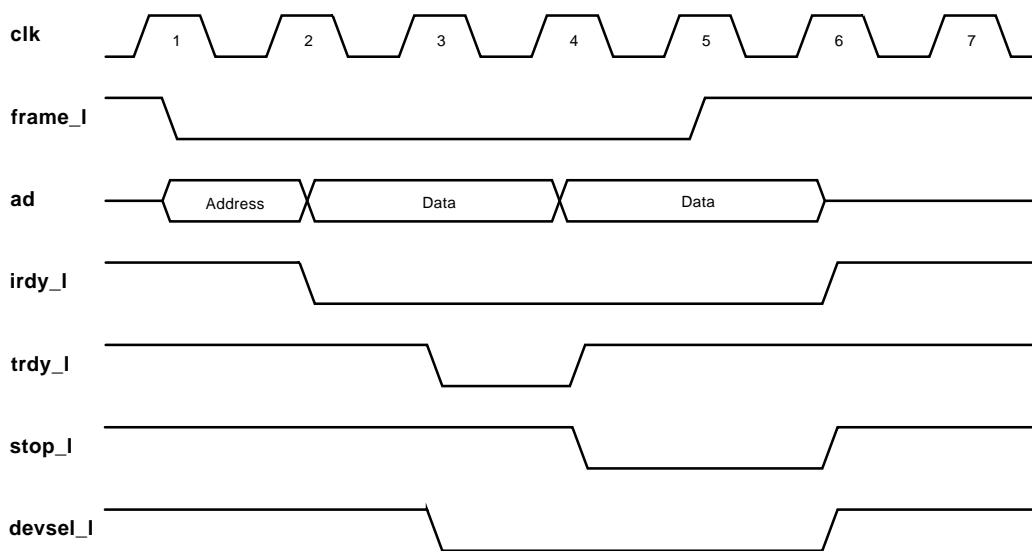 clk 1 2 3 4 5 6 7
frame_l
ad Address Data Data
irdy_l
trdy_l
stop_l
devsel_l